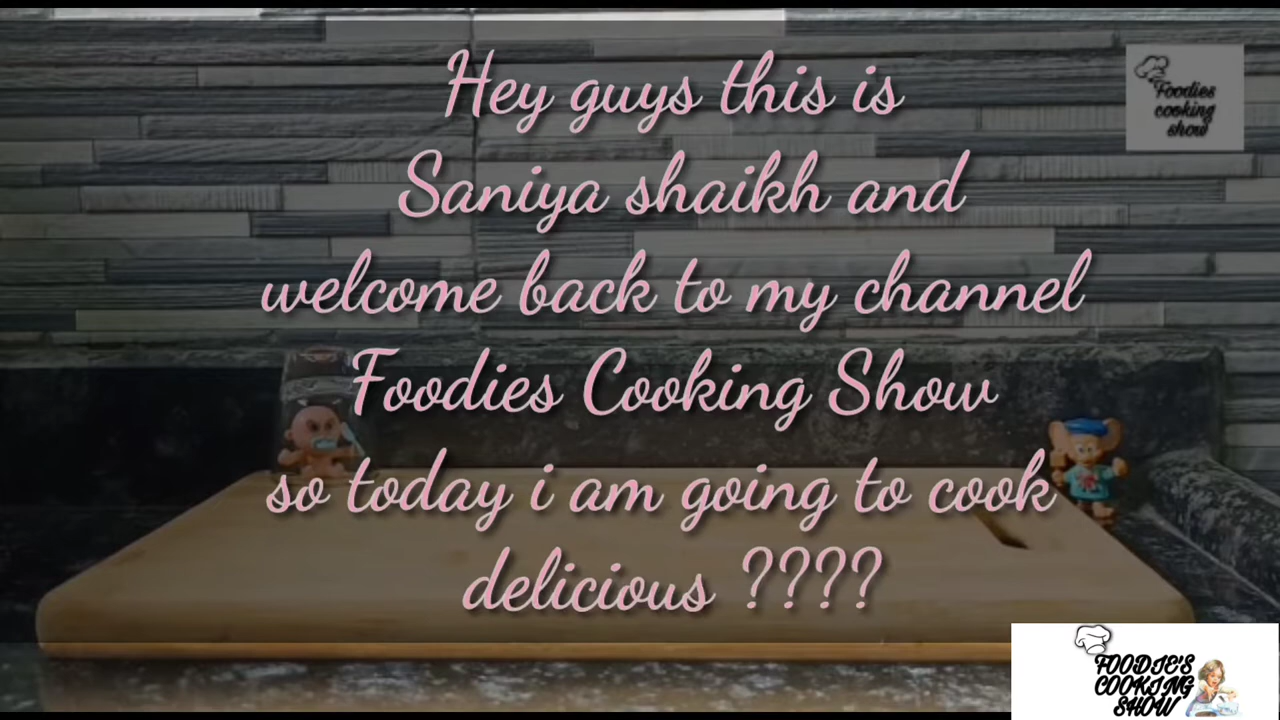 Hey guys this is
Saniya shaikh and
welcome back to my channel
Foodies Cooking Show
so today i am going to cook
delicious ????
Foodies
cooking
show
FOODIE'S
COOKING
SHOW